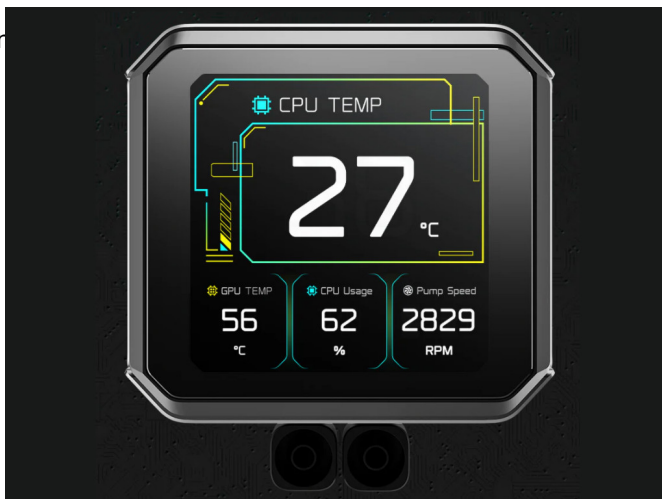 CPU TEMP
27 °C
GPU TEMP
56
°C
CPU Usage
62
%
Pump Speed
2829
RPM